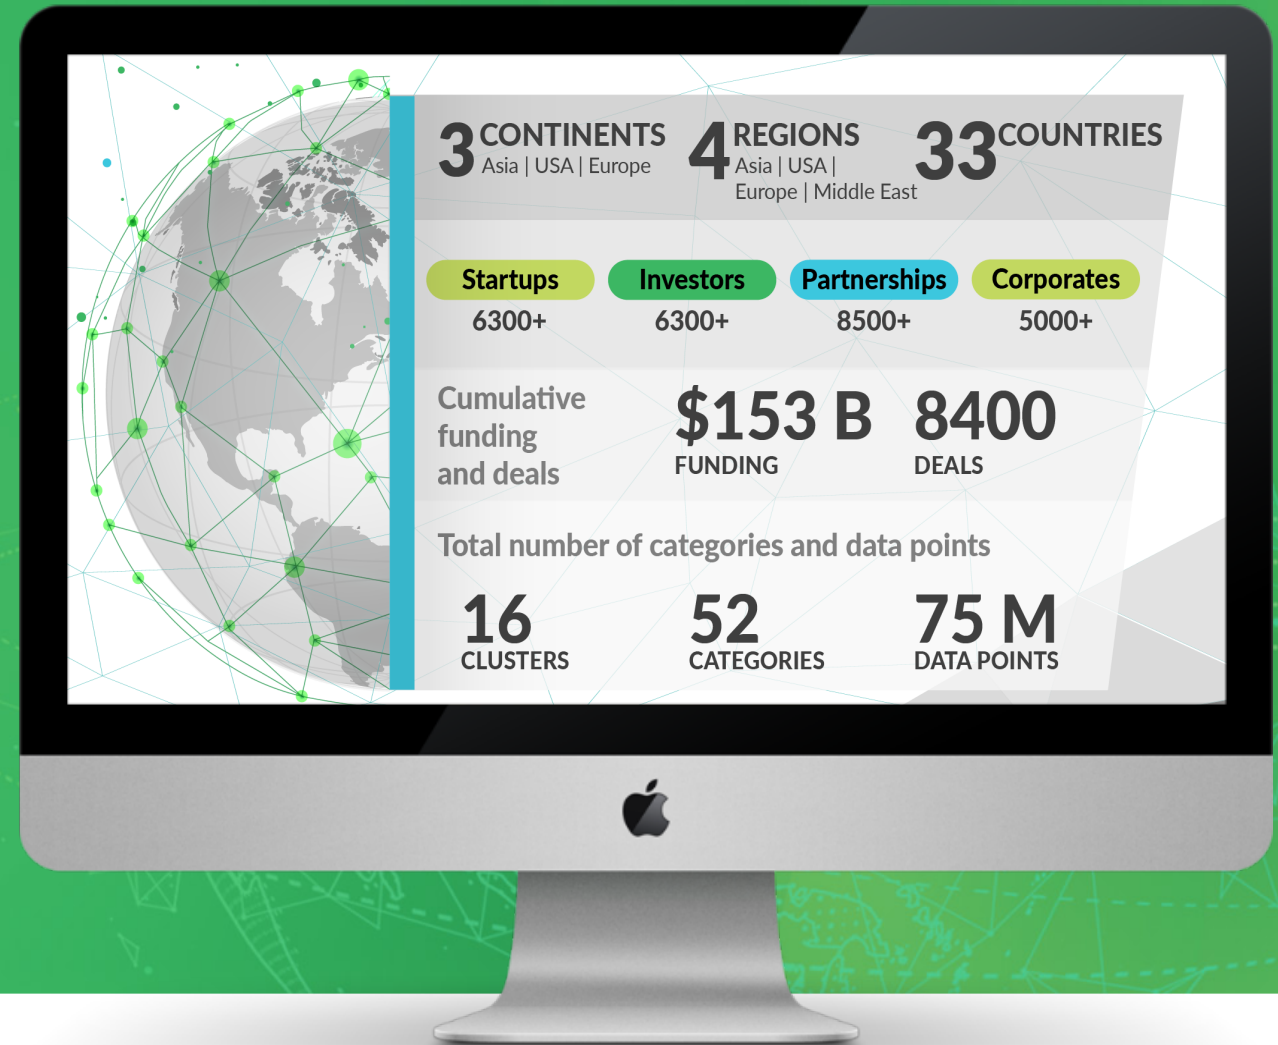 3 CONTINENTS
Asia | USA | Europe
4 REGIONS
Asia | USA |
Europe | Middle East
33 COUNTRIES
Startups
6300+
Investors
6300+
Partnerships
8500+
Corporates
5000+
Cumulative
funding
and deals
$153 B
FUNDING
8400
DEALS
Total number of categories and data points
16
CLUSTERS
52
CATEGORIES
75 M
DATA POINTS